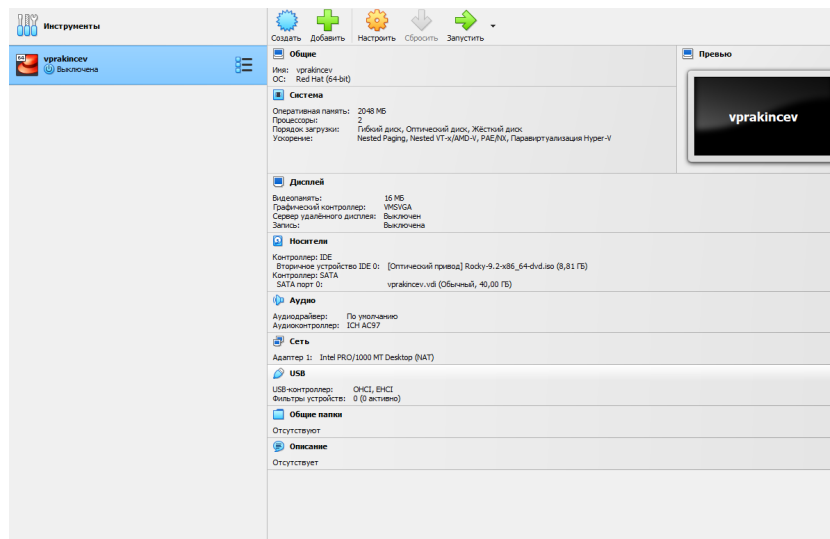 Инструменты
Создать Добавить Настроить Сбросить Запустить
64
vprakincev
Выключена
Общие
Имя: vprakincev
ОС: Red Hat (64-bit)
Превью
vprakincev
Система
Оперативная память: 2048 МБ
Процессоры: 2
Порядок загрузки: Гибкий диск, Оптический диск, Жёсткий диск
Ускорение: Nested Paging, Nested VT-x/AMD-V, PAE/NX, Паравиртуализация Hyper-V
Дисплей
Видеопамять: 16 МБ
Графический контроллер: VMSVGA
Сервер удалённого дисплея: Выключен
Запись: Выключена
Носители
Контроллер: IDE
Вторичное устройство IDE 0: [Оптический привод] Rocky-9.2-x86_64-dvd.iso (8,81 ГБ)
Контроллер: SATA
SATA порт 0: vprakincev.vdi (Обычный, 40,00 ГБ)
Аудио
Аудиодрайвер: По умолчанию
Аудиоконтроллер: ICH AC97
Сеть
Адаптер 1: Intel PRO/1000 MT Desktop (NAT)
USB
USB-контроллер: OHCI, EHCI
Фильтры устройств: 0 (0 активно)
Общие папки
Отсутствуют
Описание
Отсутствует